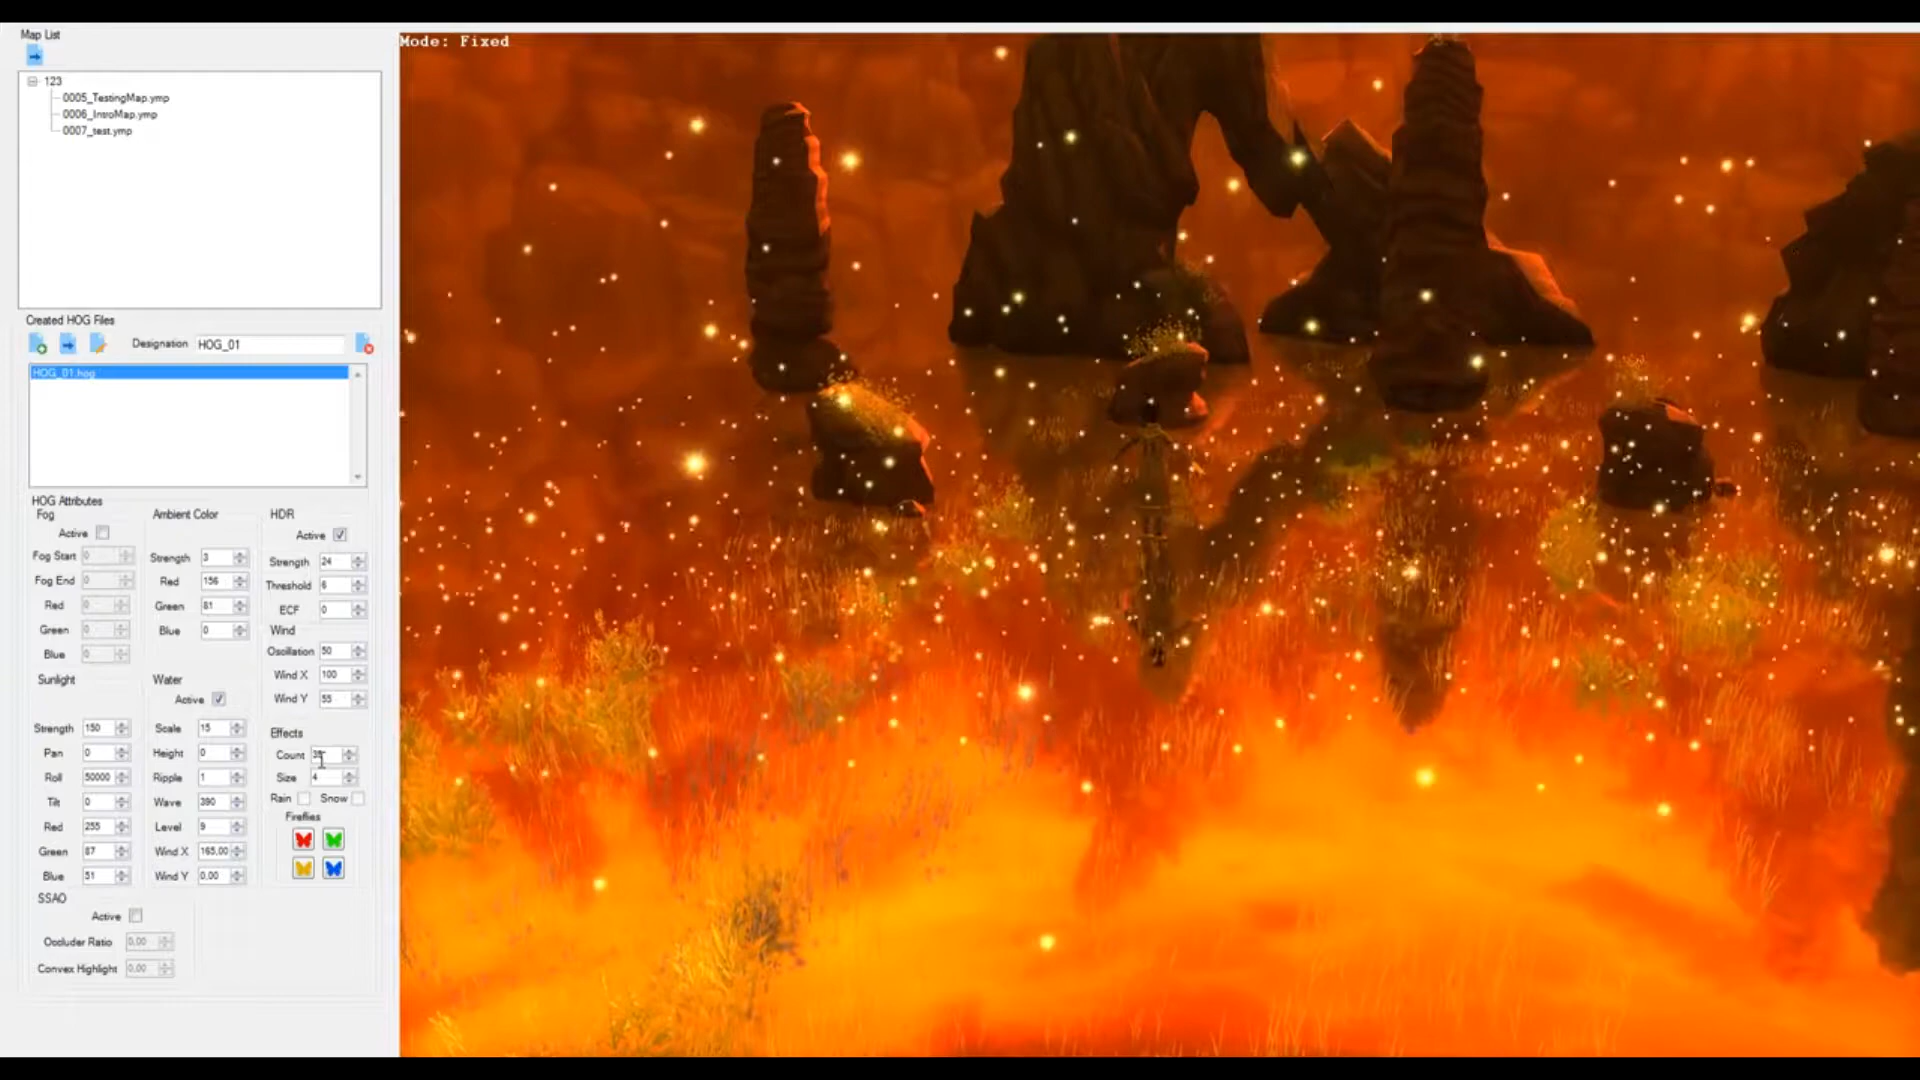 Map List
Mode: Fixed
123
0005_TestingMap.ymp
0006_IntroMap.ymp
0007_test.ymp
Created HOG Files
Designation HOG_01
HOG_01.hog
HOG Attributes
Fog
Active
Fog Start 0
Fog End 0
Red 0
Green 0
Blue 0
Ambient Color
Strength 3
Red 156
Green 81
Blue 0
HDR
Active
Strength 24
Threshold 6
ECF 0
Wind
Oscillation 50
Wind X 100
Wind Y 55
Sunlight
Strength 150
Pan 0
Roll 50000
Tilt 0
Red 255
Green 87
Blue 51
Water
Active
Scale 15
Height 0
Ripple 1
Wave 390
Level 9
Wind X 165,00
Wind Y 0,00
Effects
Count
Size 4
Rain Snow
Fireflies
SSAO
Active
Occluder Ratio 0,00
Convex Highlight 0,00